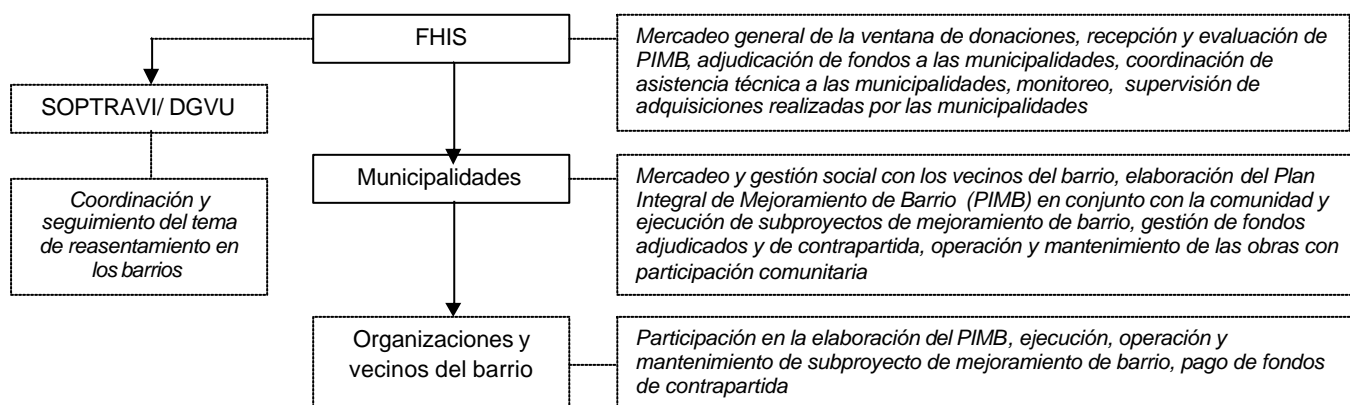 FHIS
Mercadeo general de la ventana de donaciones, recepción y evaluación de
PIMB, adjudicación de fondos a las municipalidades, coordinación de
asistencia técnica a las municipalidades, monitoreo, supervisión de
adquisiciones realizadas por las municipalidades
SOPTRAVI/ DGVU
Coordinación y
seguimiento del tema
de reasentamiento en
los barrios
Municipalidades
Mercadeo y gestión social con los vecinos del barrio, elaboración del Plan
Integral de Mejoramiento de Barrio (PIMB) en conjunto con la comunidad y
ejecución de subproyectos de mejoramiento de barrio, gestión de fondos
adjudicados y de contrapartida, operación y mantenimiento de las obras con
participación comunitaria
Organizaciones y
vecinos del barrio
Participación en la elaboración del PIMB, ejecución, operación y
mantenimiento de subproyecto de mejoramiento de barrio, pago de fondos
de contrapartida